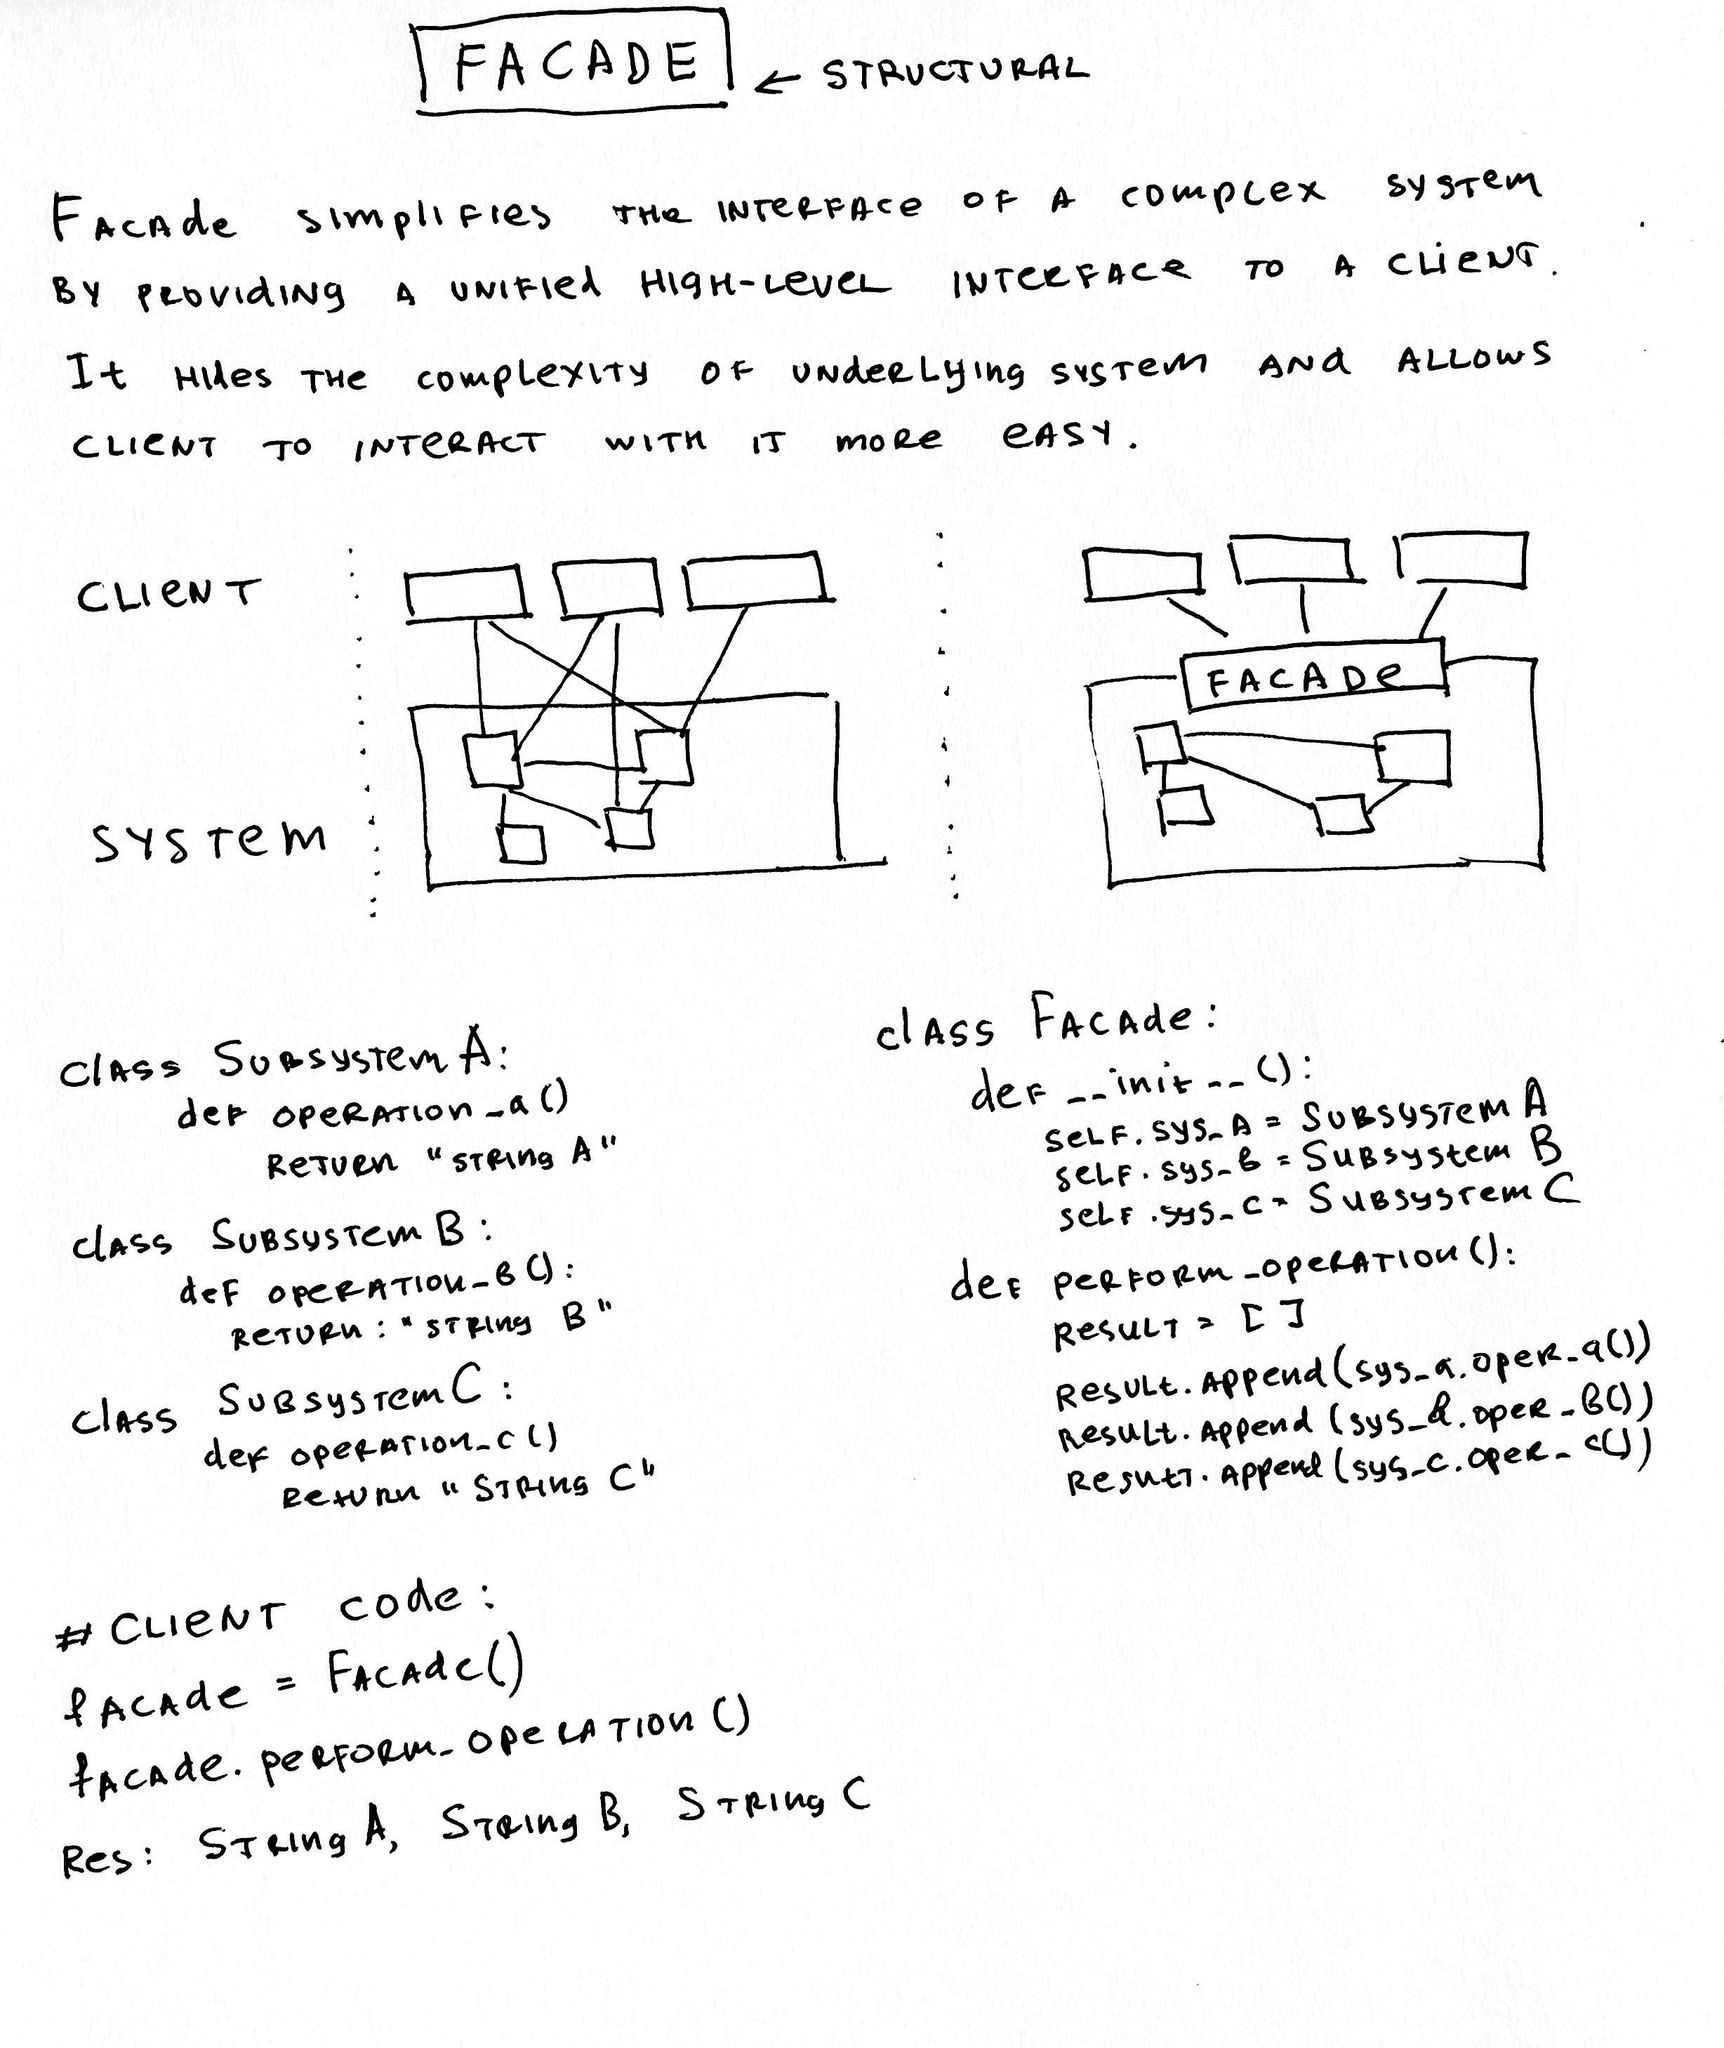 FACADE ← STRUCTURAL
Facade simplifies the interface of a complex system
by providing a unified high-level interface to a client.
It hides the complexity of underlying system and allows
client to interact with it more easy.
CLIENT
FACADE
SYSTEM
class Subsystem A:
def operation_a()
return "string A"
class Subsystem B:
def operation_b():
return: "string B"
class Subsystem C:
def operation_c()
return "string C"
class Facade:
def __init__():
self.sys_A = Subsystem A
self.sys_b = Subsystem B
self.sys_c = Subsystem C
def perform_operation():
result = []
result.append(sys_a.oper_a())
result.append(sys_b.oper_b())
result.append(sys_c.oper_c())
# Client code:
facade = Facade()
facade.perform_operation()
Res: String A, String B, String C